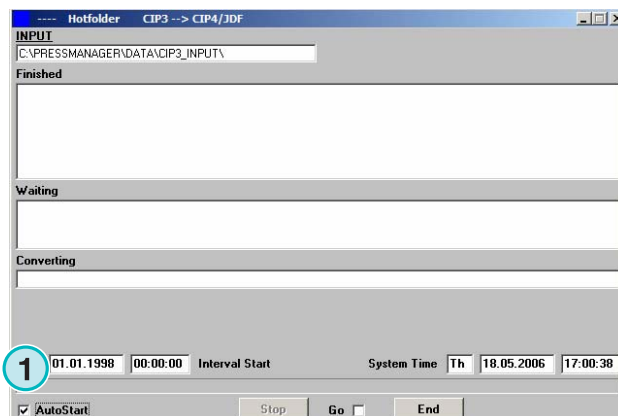 ---- Hotfolder CIP3 --> CIP4/JDF
INPUT
C:\PRESSMANAGER\DATA\CIP3_INPUT\
Finished
Waiting
Converting
1 01.01.1998 00:00:00 Interval Start System Time Th 18.05.2006 17:00:38
AutoStart Stop Go End